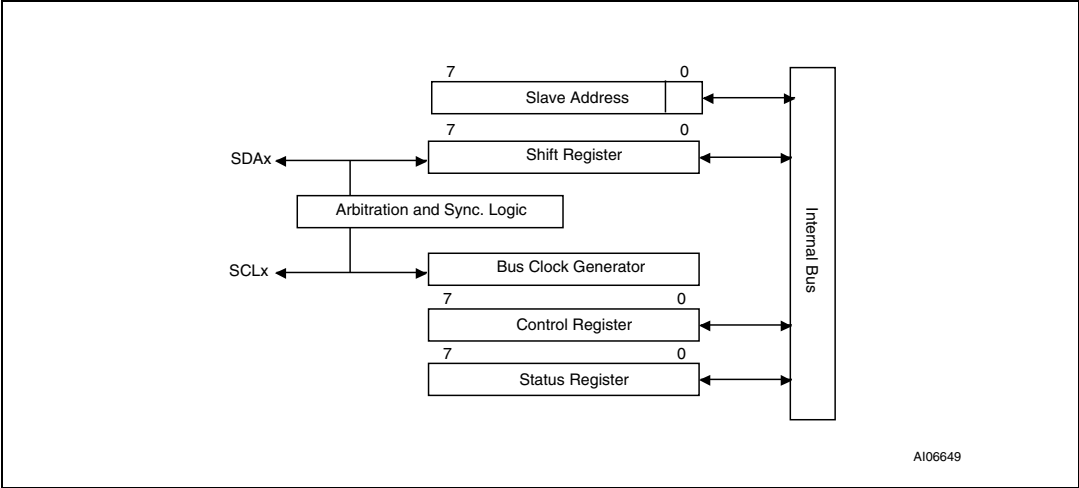 7 0
Slave Address
7 0
SDAx
Shift Register
Arbitration and Sync. Logic
Internal Bus
SCLx
Bus Clock Generator
7 0
Control Register
7 0
Status Register
AI06649